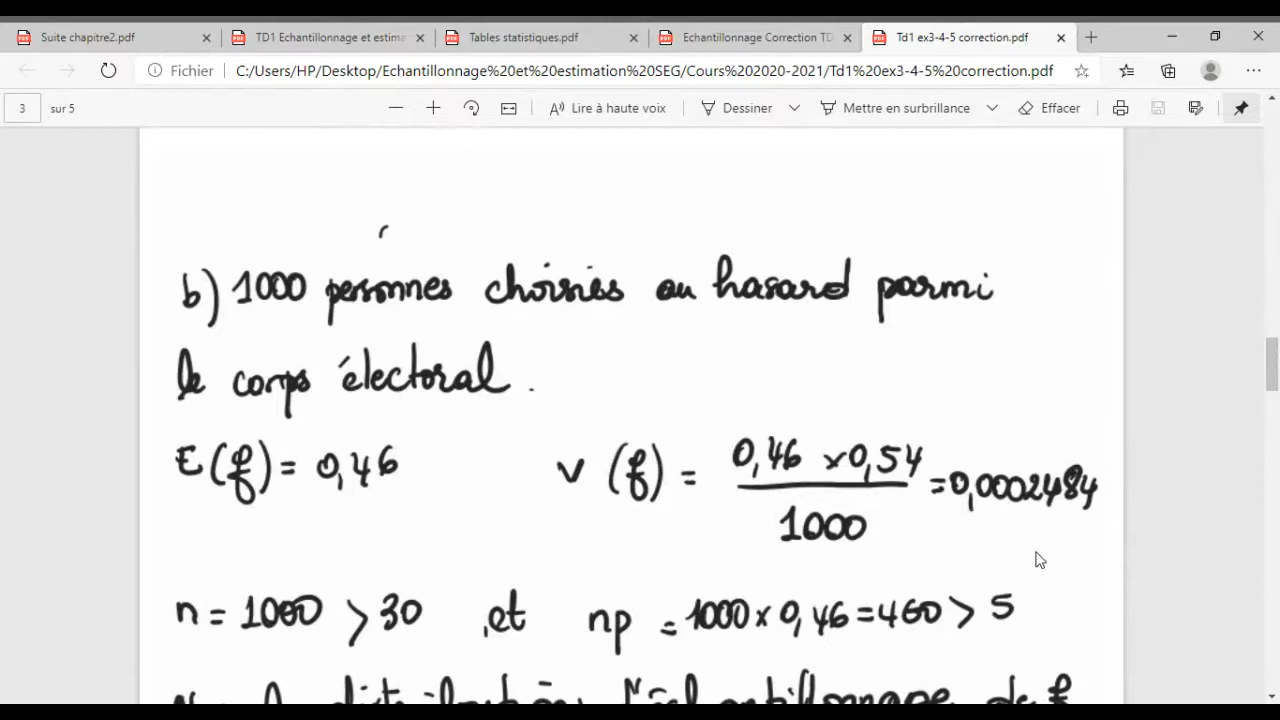 Suite chapitre2.pdf TD1 Echantillonnage et estima Tables statistiques.pdf Echantillonnage Correction TD Td1 ex3-4-5 correction.pdf
Fichier C:/Users/HP/Desktop/Echantillonnage%20et%20estimation%20SEG/Cours%202020-2021/Td1%20ex3-4-5%20correction.pdf
3 sur 5 Lire à haute voix Dessiner Mettre en surbrillance Effacer
b) 1000 personnes choisies au hasard parmi
le corps électoral.
E(f) = 0,46 V(f) = 0,46 x 0,54 / 1000 = 0,0002484
n = 1000 > 30 , et np = 1000 x 0,46 = 460 > 5